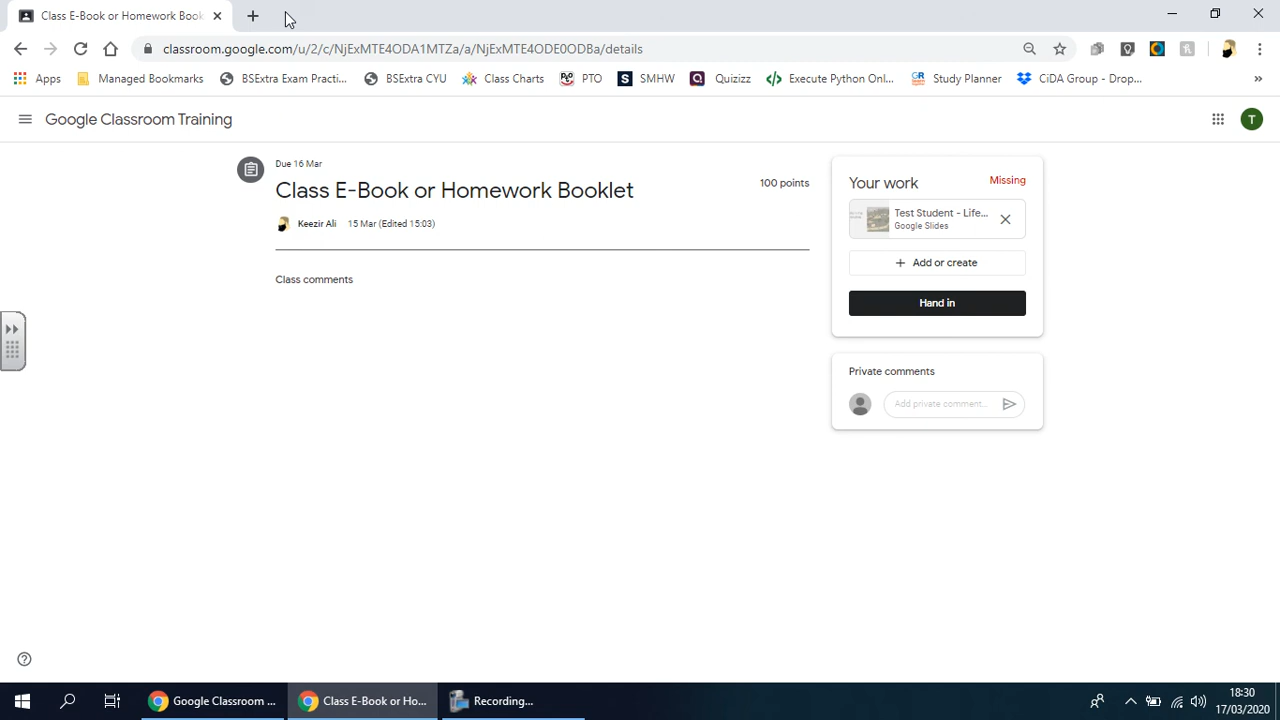 Class E-Book or Homework Book
classroom.google.com/u/2/c/NjExMTE4ODA1MTZa/a/NjExMTE4ODE0ODBa/details
Apps Managed Bookmarks BSExtra Exam Practi... BSExtra CYU Class Charts PTO SMHW Quizizz Execute Python Onl... Study Planner CiDA Group - Drop... »
Google Classroom Training
T
Due 16 Mar
Class E-Book or Homework Booklet
100 points
Keezir Ali 15 Mar (Edited 15:03)
Class comments
Your work
Missing
Test Student - Life...
Google Slides
Add or create
Hand in
Private comments
Add private comment...
Google Classroom ... Class E-Book or Ho... Recording...
18:30
17/03/2020